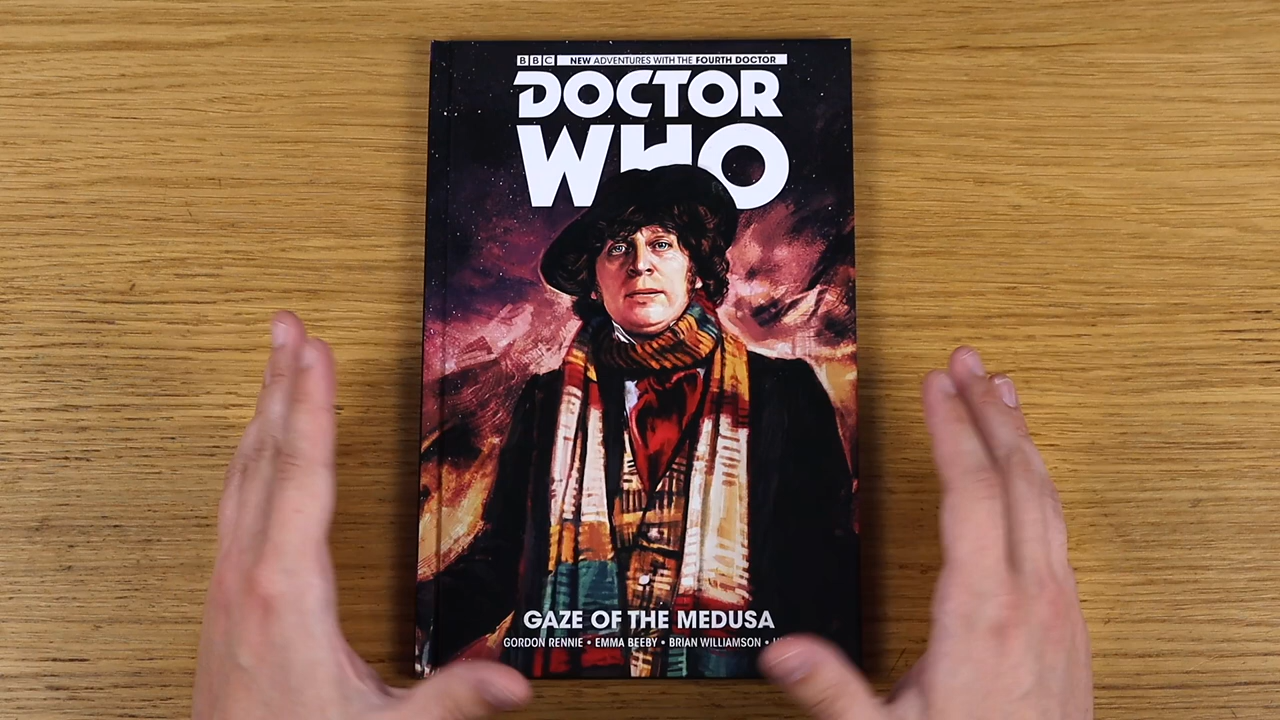 BBC NEW ADVENTURES WITH THE FOURTH DOCTOR
DOCTOR
WHO
GAZE OF THE MEDUSA
GORDON RENNIE • EMMA BEEBY • BRIAN WILLIAMSON •